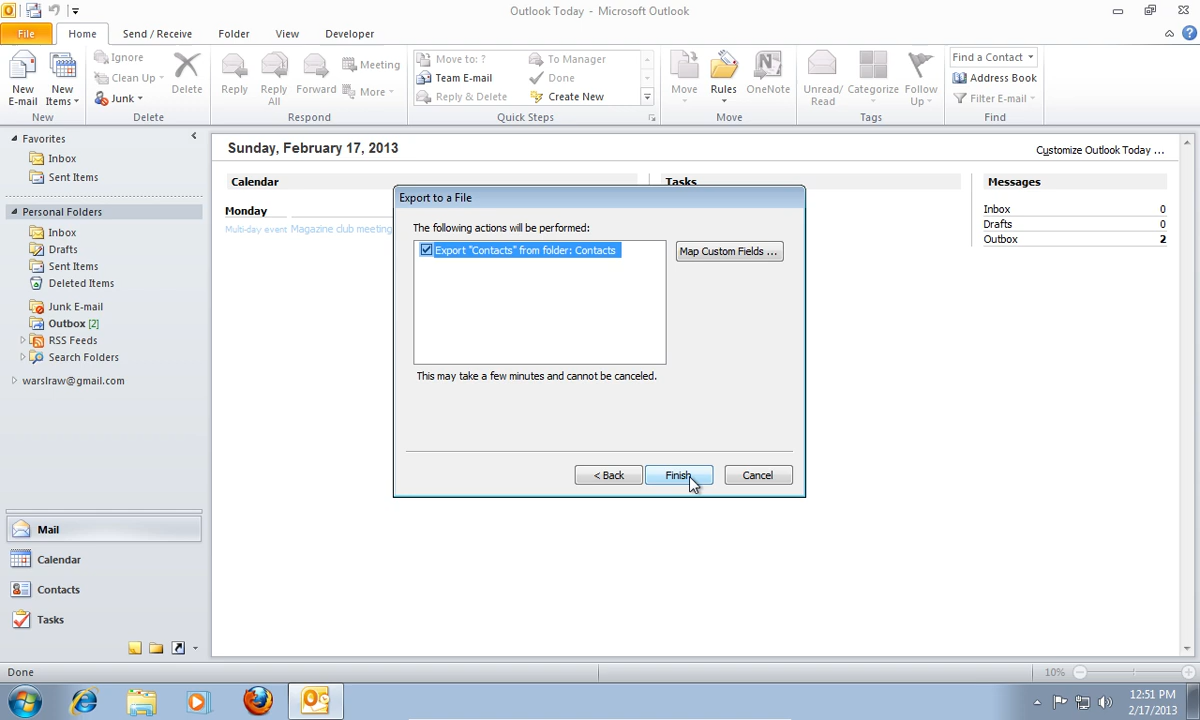 Outlook Today - Microsoft Outlook
File Home Send / Receive Folder View Developer
New E-mail
New Items
New
Ignore
Clean Up
Junk
Delete
Delete
Reply
Reply All
Forward
Meeting
More
Respond
Move to: ?
Team E-mail
Reply & Delete
To Manager
Done
Create New
Quick Steps
Move
Rules
OneNote
Move
Unread/ Read
Categorize
Follow Up
Tags
Find a Contact
Address Book
Filter E-mail
Find
Favorites
Inbox
Sent Items
Personal Folders
Inbox
Drafts
Sent Items
Deleted Items
Junk E-mail
Outbox [2]
RSS Feeds
Search Folders
warslraw@gmail.com
Mail
Calendar
Contacts
Tasks
Sunday, February 17, 2013
Customize Outlook Today ...
Calendar
Tasks
Messages
Monday
Multi-day event Magazine club meeting
Inbox 0
Drafts 0
Outbox 2
Export to a File
The following actions will be performed:
Export "Contacts" from folder: Contacts
Map Custom Fields ...
This may take a few minutes and cannot be canceled.
< Back
Finish
Cancel
Done
10%
12:51 PM
2/17/2013